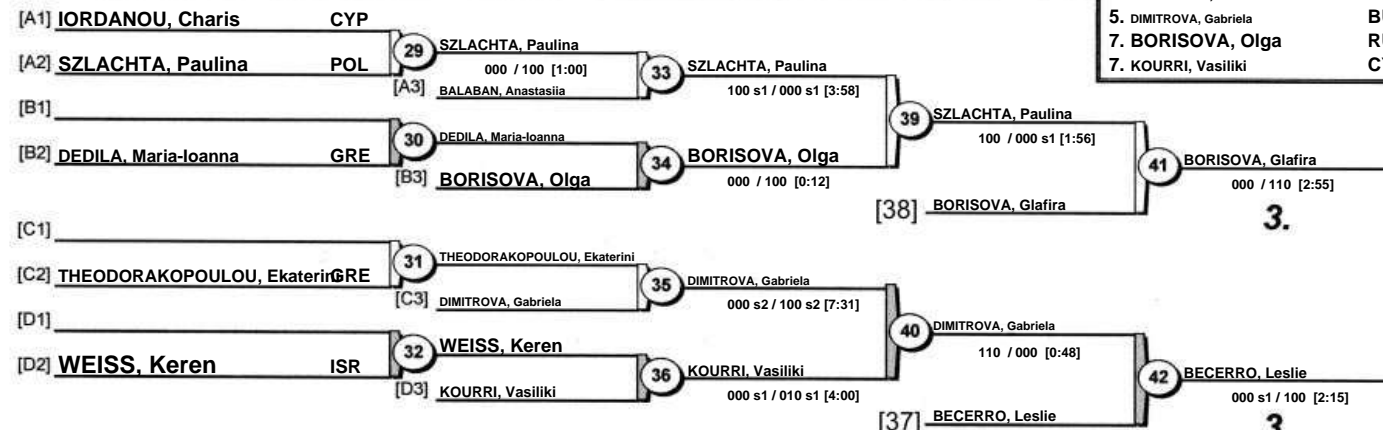 [A1] IORDANOU, Charis CYP
[A2] SZLACHTA, Paulina POL
29
SZLACHTA, Paulina
000 / 100 [1:00]
[A3] BALABAN, Anastasiia
33
SZLACHTA, Paulina
100 s1 / 000 s1 [3:58]
[B1]
[B2] DEDILA, Maria-Ioanna GRE
30
DEDILA, Maria-Ioanna
[B3] BORISOVA, Olga
34
BORISOVA, Olga
000 / 100 [0:12]
39
SZLACHTA, Paulina
100 / 000 s1 [1:56]
[38] BORISOVA, Glafira
41
BORISOVA, Glafira
000 / 110 [2:55]
3.
[C1]
[C2] THEODORAKOPOULOU, Ekaterini GRE
31
THEODORAKOPOULOU, Ekaterini
[C3] DIMITROVA, Gabriela
35
DIMITROVA, Gabriela
000 s2 / 100 s2 [7:31]
[D1]
[D2] WEISS, Keren ISR
32
WEISS, Keren
[D3] KOURRI, Vasiliki
36
KOURRI, Vasiliki
000 s1 / 010 s1 [4:00]
40
DIMITROVA, Gabriela
110 / 000 [0:48]
[37] BECERRO, Leslie
42
BECERRO, Leslie
000 s1 / 100 [2:15]
3
5. DIMITROVA, Gabriela
7. BORISOVA, Olga
7. KOURRI, Vasiliki